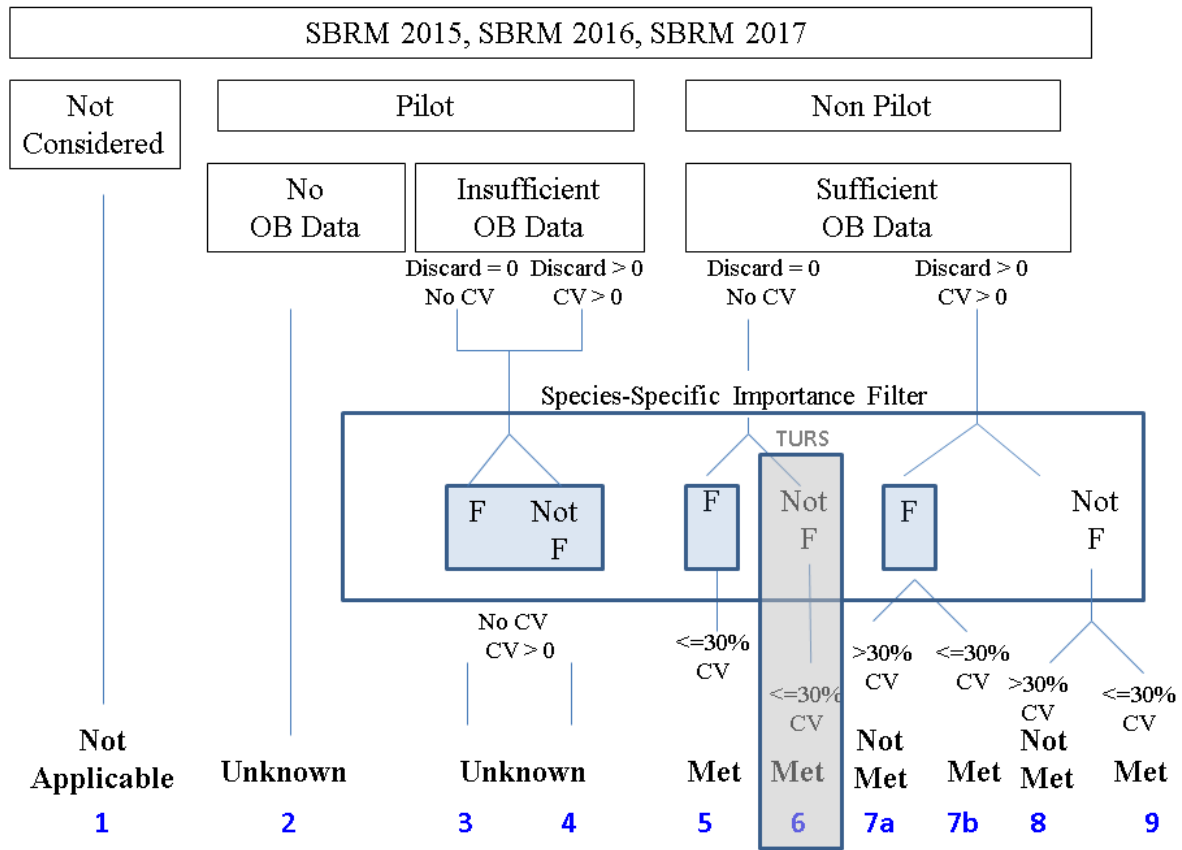 SBRM 2015, SBRM 2016, SBRM 2017
Not
Considered
Pilot
Non Pilot
No
OB Data
Insufficient
OB Data
Sufficient
OB Data
Discard = 0
No CV
Discard > 0
CV > 0
Discard = 0
No CV
Discard > 0
CV > 0
Species-Specific Importance Filter
TURS
F
Not
F
F
Not
F
F
Not
F
No CV
CV > 0
<=30%
CV
<=30%
CV
>30%
CV
<=30%
CV
>30%
CV
<=30%
CV
Not
Applicable
Unknown
Unknown
Met
Met
Not
Met
Met
Not
Met
Met
1
2
3
4
5
6
7a
7b
8
9